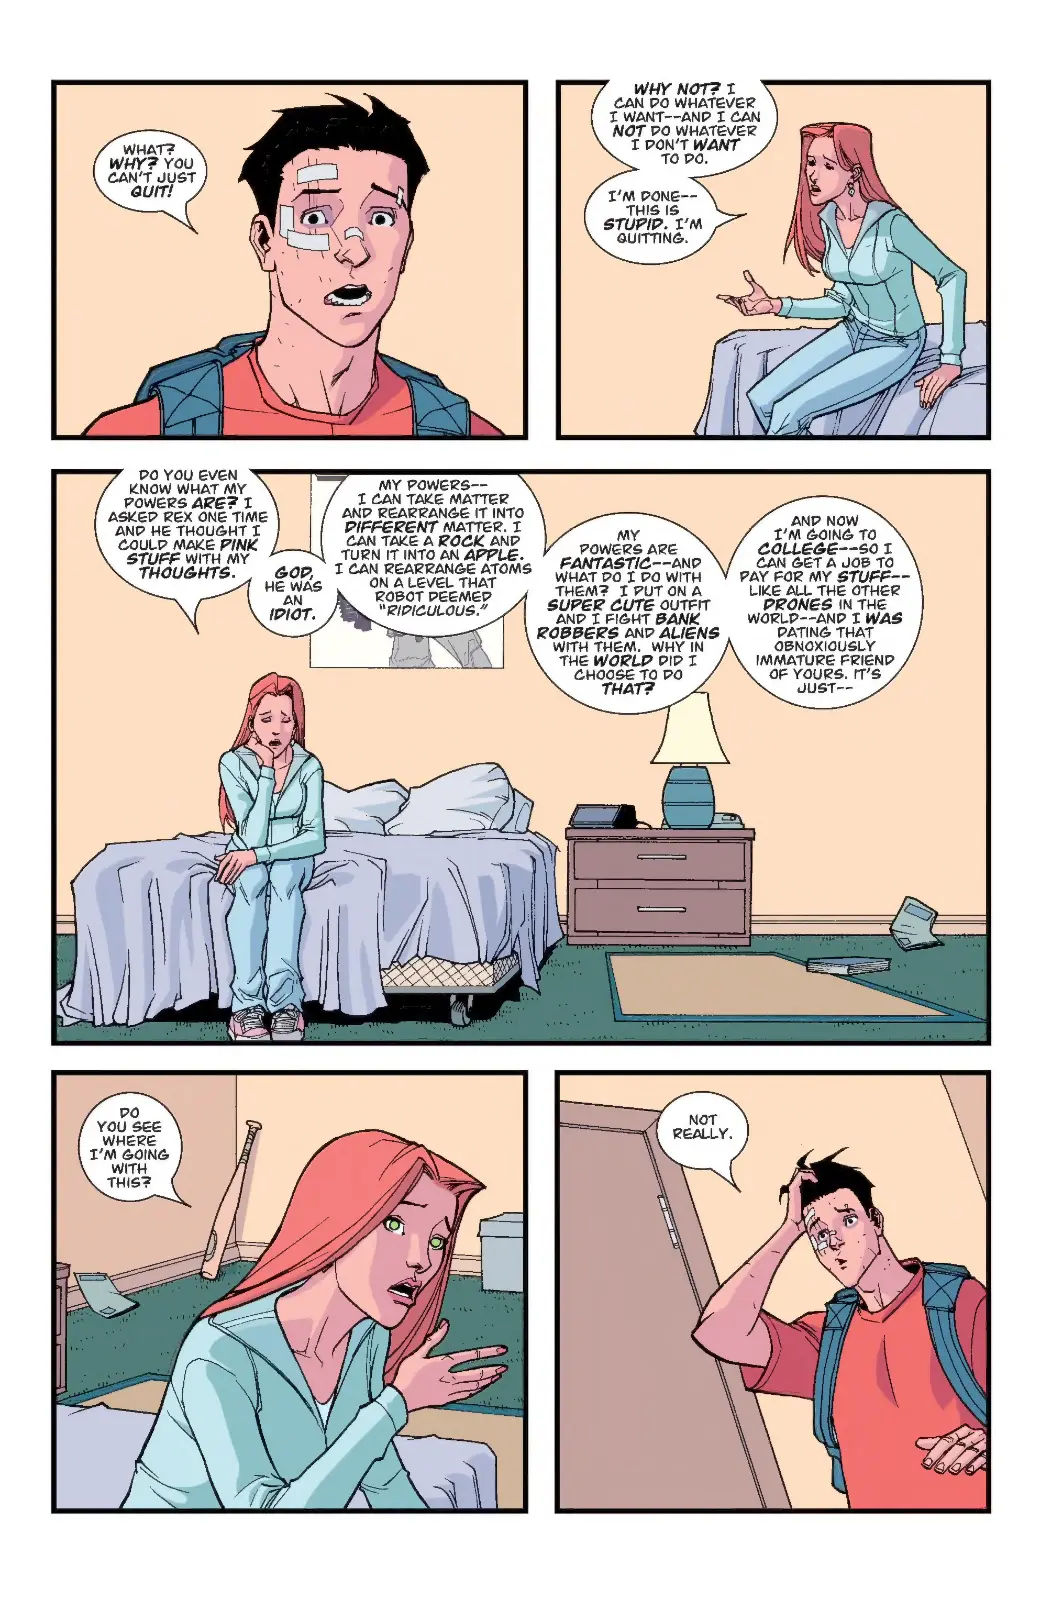 WHAT?
WHY? YOU
CAN'T JUST
QUIT!
WHY NOT? I
CAN DO WHATEVER
I WANT--AND I CAN
NOT DO WHATEVER
I DON'T WANT
TO DO.
I'M DONE--
THIS IS
STUPID. I'M
QUITTING.
DO YOU EVEN
KNOW WHAT MY
POWERS ARE? I
ASKED REX ONE TIME
AND HE THOUGHT I
COULD MAKE PINK
STUFF WITH MY
THOUGHTS.
GOD,
HE WAS
AN
IDIOT.
MY POWERS--
I CAN TAKE MATTER
AND REARRANGE IT INTO
DIFFERENT MATTER. I
CAN TAKE A ROCK AND
TURN IT INTO AN APPLE.
I CAN REARRANGE ATOMS
ON A LEVEL THAT
ROBOT DEEMED
"RIDICULOUS."
MY
POWERS ARE
FANTASTIC--AND
WHAT DO I DO WITH
THEM? I PUT ON A
SUPER CUTE OUTFIT
AND I FIGHT BANK
ROBBERS AND ALIENS
WITH THEM. WHY IN
THE WORLD DID I
CHOOSE TO DO
THAT?
AND NOW
I'M GOING TO
COLLEGE--SO I
CAN GET A JOB TO
PAY FOR MY STUFF--
LIKE ALL THE OTHER
DRONES IN THE
WORLD--AND I WAS
DATING THAT
OBNOXIOUSLY
IMMATURE FRIEND
OF YOURS. IT'S
JUST--
DO
YOU SEE
WHERE
I'M GOING
WITH
THIS?
NOT
REALLY.